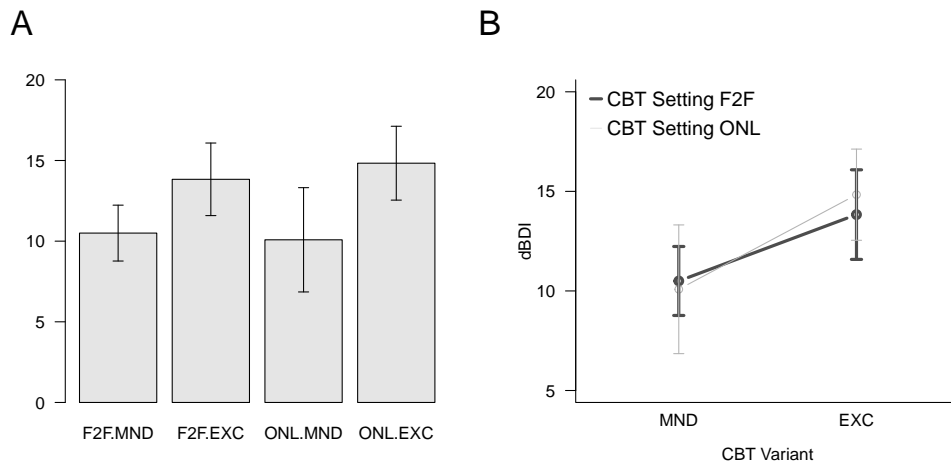 A
20
15
10
5
0
F2F.MND F2F.EXC ONL.MND ONL.EXC
B
20
15
10
5
dBDI
CBT Setting F2F
CBT Setting ONL
MND EXC
CBT Variant